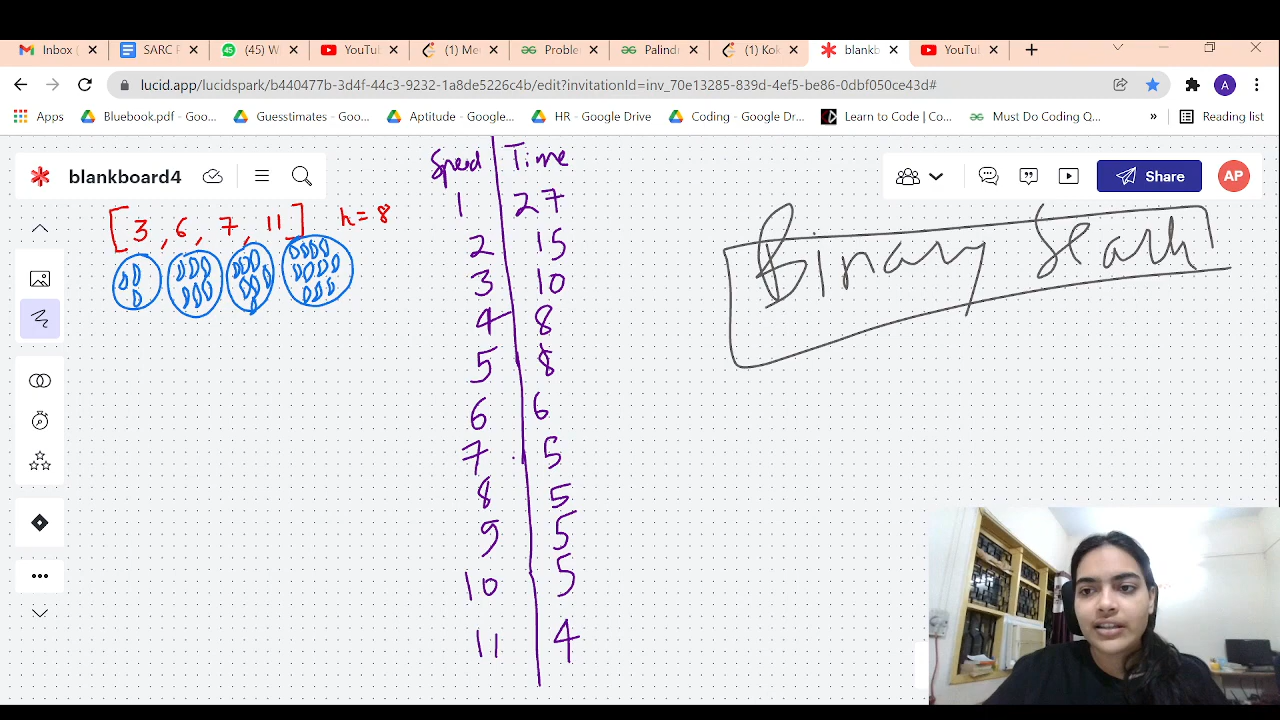 Inbox (
SARC F
(45) W
YouTub
(1) Me
Proble
Palindr
(1) Kok
blankb
YouTul
lucid.app/lucidspark/b440477b-3d4f-44c3-9232-1a8de5226c4b/edit?invitationId=inv_70e13285-839d-4ef5-be86-0dbf050ce43d#
A
Apps
BlueBook.pdf - Goo...
Guesstimates - Goo...
Aptitude - Google...
HR - Google Drive
Coding - Google Dr...
Learn to Code | Co...
Must Do Coding Q...
»
Reading list
blankboard4
Share
AP
[3, 6, 7, 11] h=8
Speed Time
1 27
2 15
3 10
4 8
5 8
6 6
7 5
8 5
9 5
10 5
11 4
Binary Search